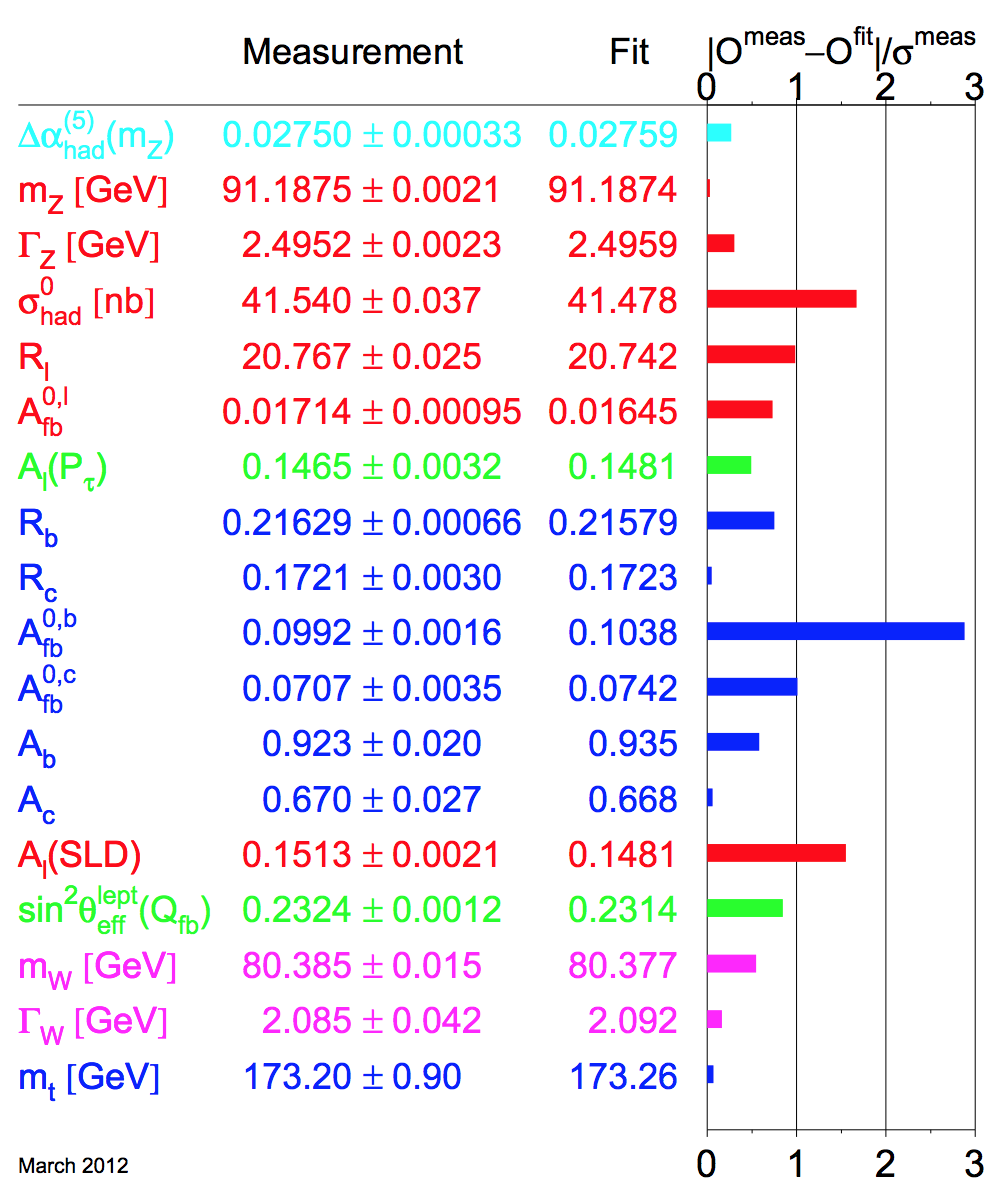 Measurement Fit |O^meas−O^fit|/σ^meas
0 1 2 3
Δα_had^(5)(m_Z) 0.02750 ± 0.00033 0.02759
m_Z [GeV] 91.1875 ± 0.0021 91.1874
Γ_Z [GeV] 2.4952 ± 0.0023 2.4959
σ_had^0 [nb] 41.540 ± 0.037 41.478
R_l 20.767 ± 0.025 20.742
A_fb^0,l 0.01714 ± 0.00095 0.01645
A_l(P_τ) 0.1465 ± 0.0032 0.1481
R_b 0.21629 ± 0.00066 0.21579
R_c 0.1721 ± 0.0030 0.1723
A_fb^0,b 0.0992 ± 0.0016 0.1038
A_fb^0,c 0.0707 ± 0.0035 0.0742
A_b 0.923 ± 0.020 0.935
A_c 0.670 ± 0.027 0.668
A_l(SLD) 0.1513 ± 0.0021 0.1481
sin^2θ_eff^lept(Q_fb) 0.2324 ± 0.0012 0.2314
m_W [GeV] 80.385 ± 0.015 80.377
Γ_W [GeV] 2.085 ± 0.042 2.092
m_t [GeV] 173.20 ± 0.90 173.26
0 1 2 3
March 2012